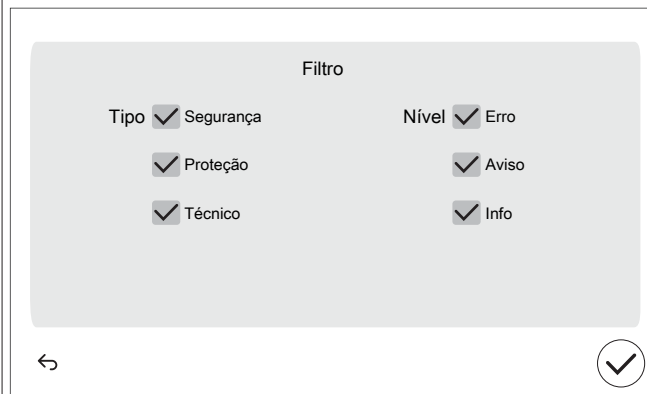 Filtro
Tipo Segurança Nível Erro
Proteção Aviso
Técnico Info